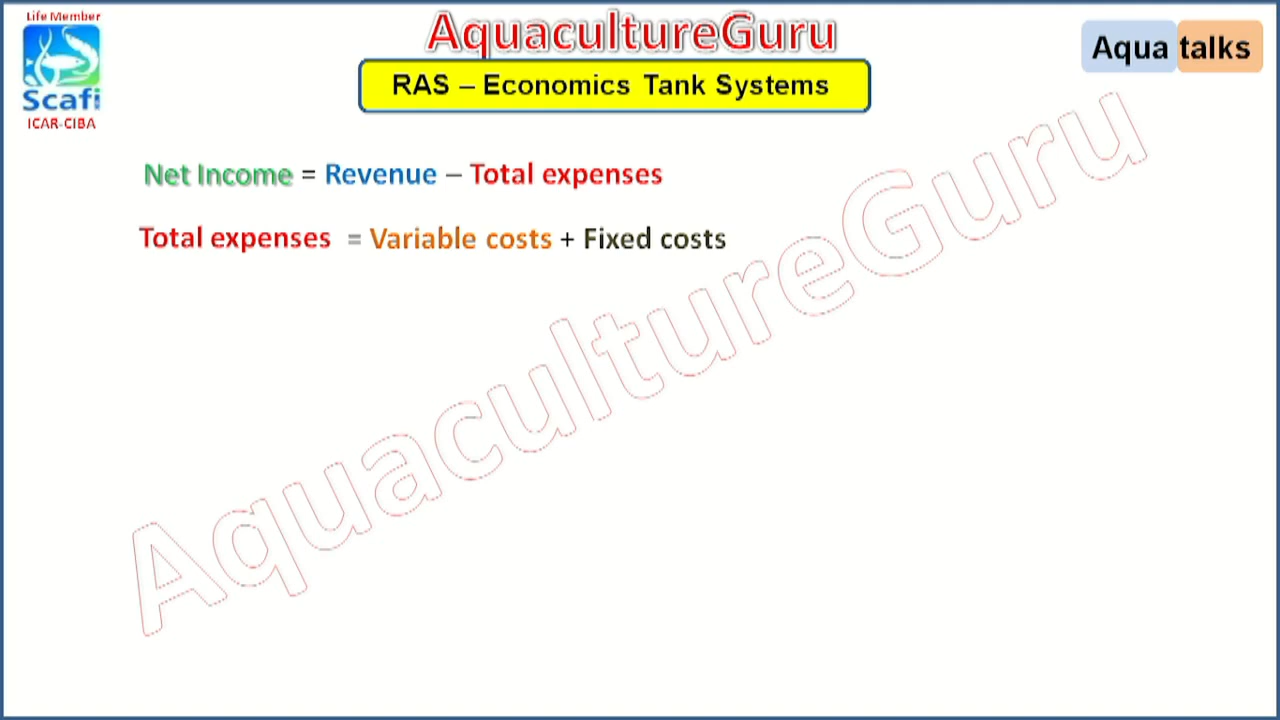 Life Member
Scafi
ICAR-CIBA
AquacultureGuru
RAS – Economics Tank Systems
Aqua talks
Net Income = Revenue – Total expenses
Total expenses = Variable costs + Fixed costs
AquacultureGuru